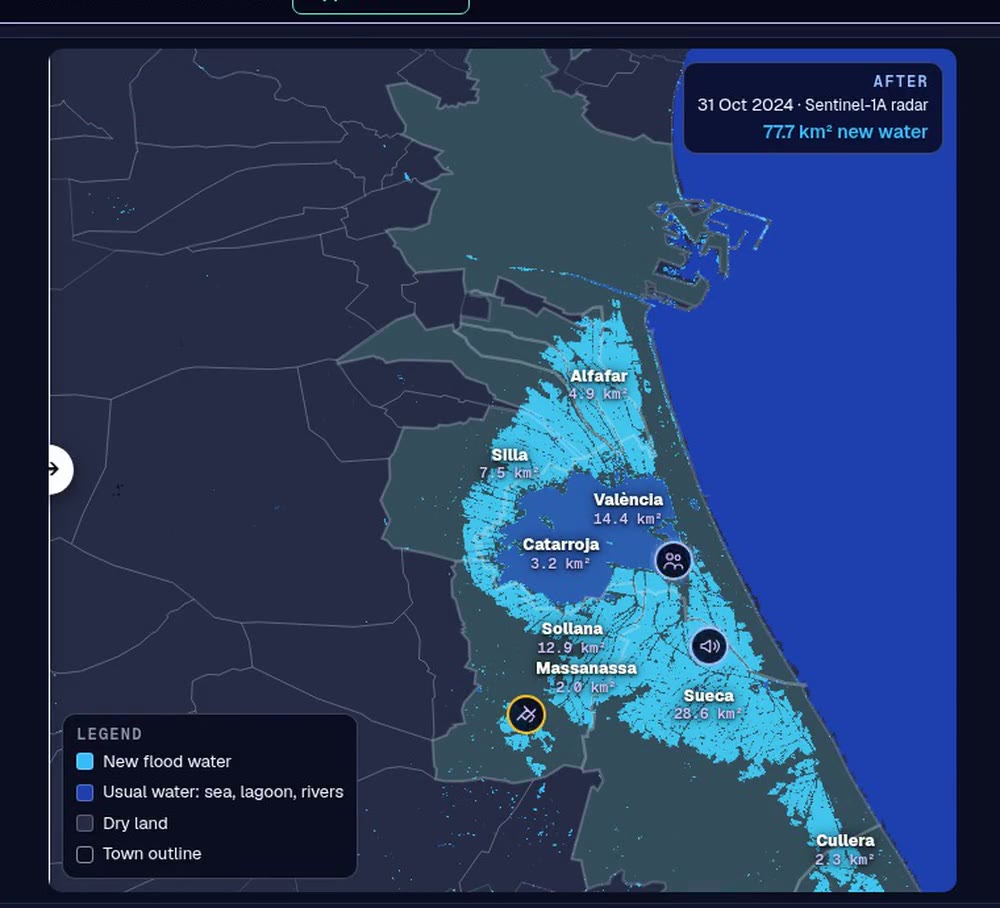 AFTER
31 Oct 2024 · Sentinel-1A radar
77.7 km² new water
Alfafar
4.9 km²
Silla
7.5 km²
València
14.4 km²
Catarroja
3.2 km²
Sollana
12.9 km²
Massanassa
2.0 km²
Sueca
28.6 km²
Cullera
2.3 km²
LEGEND
New flood water
Usual water: sea, lagoon, rivers
Dry land
Town outline